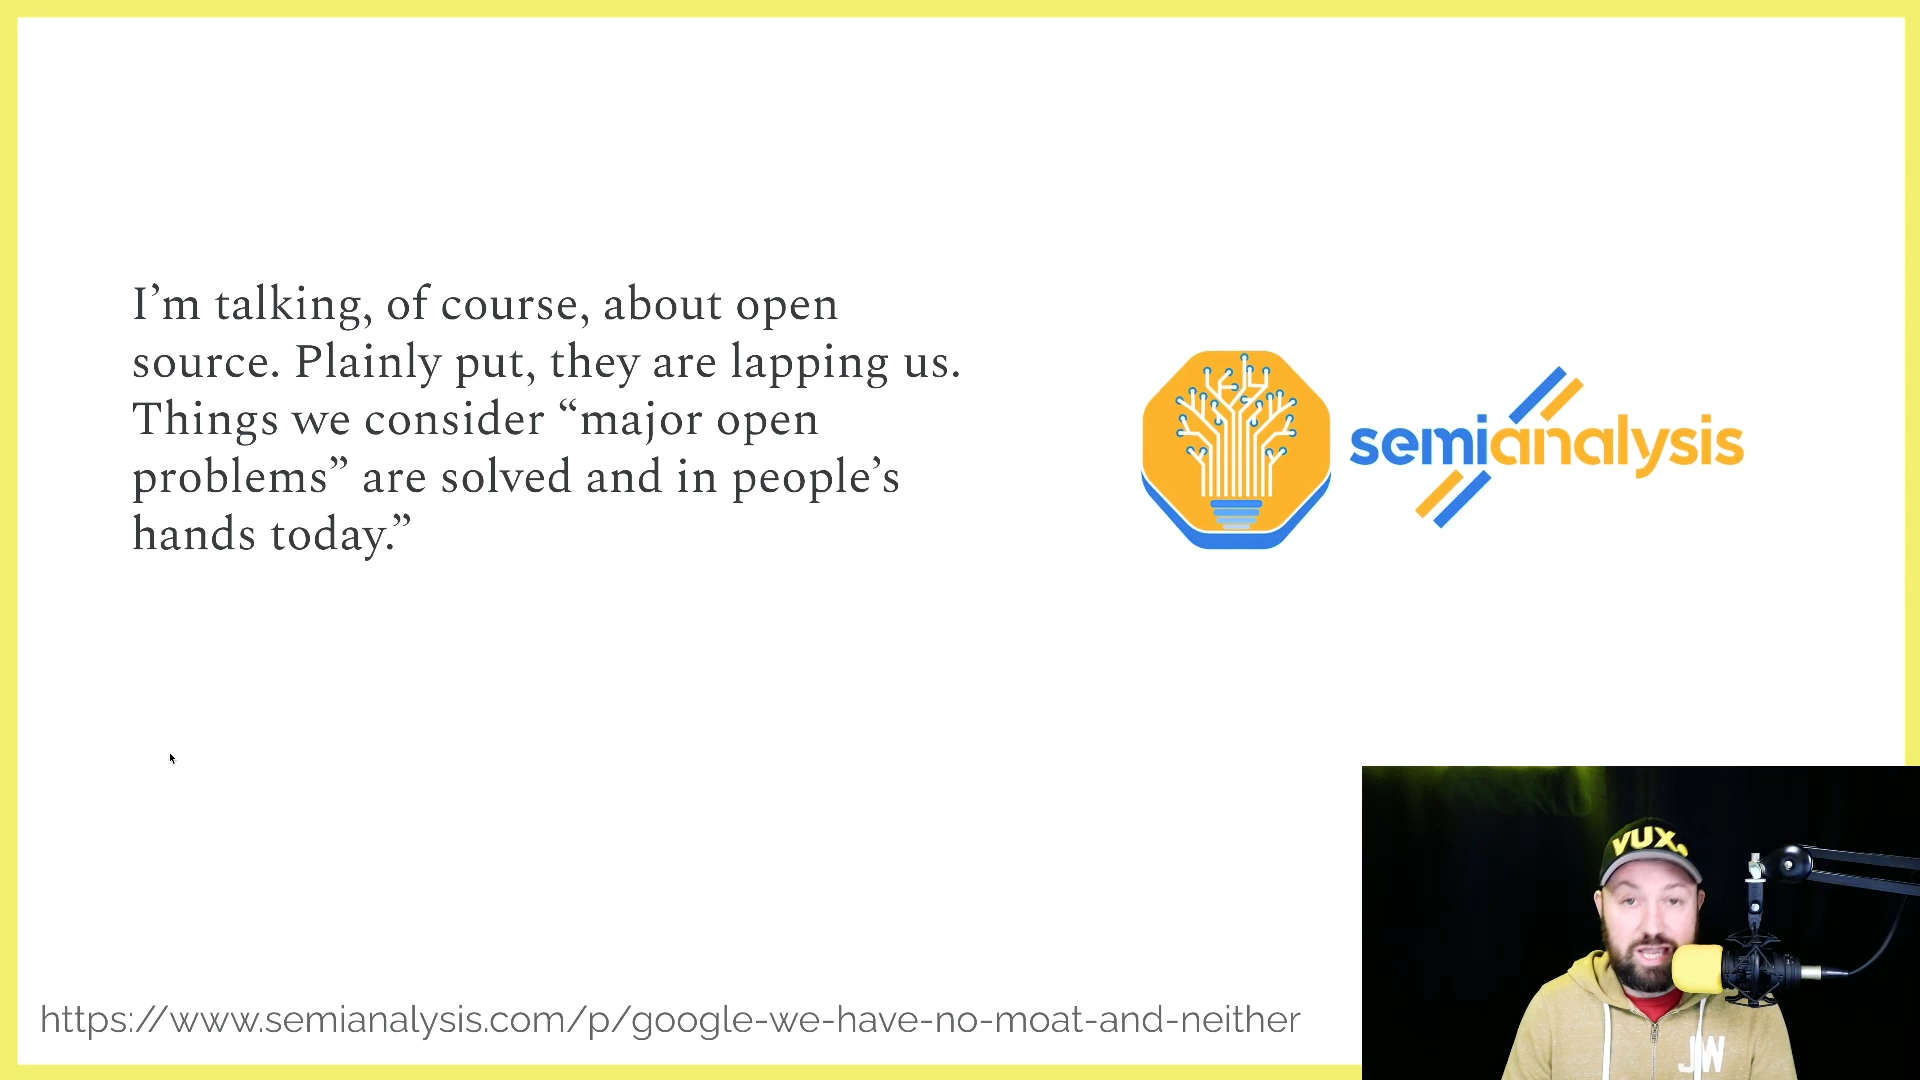 I’m talking, of course, about open
source. Plainly put, they are lapping us.
Things we consider “major open
problems” are solved and in people’s
hands today.”
semianalysis
VUX.
JW
https://www.semianalysis.com/p/google-we-have-no-moat-and-neither